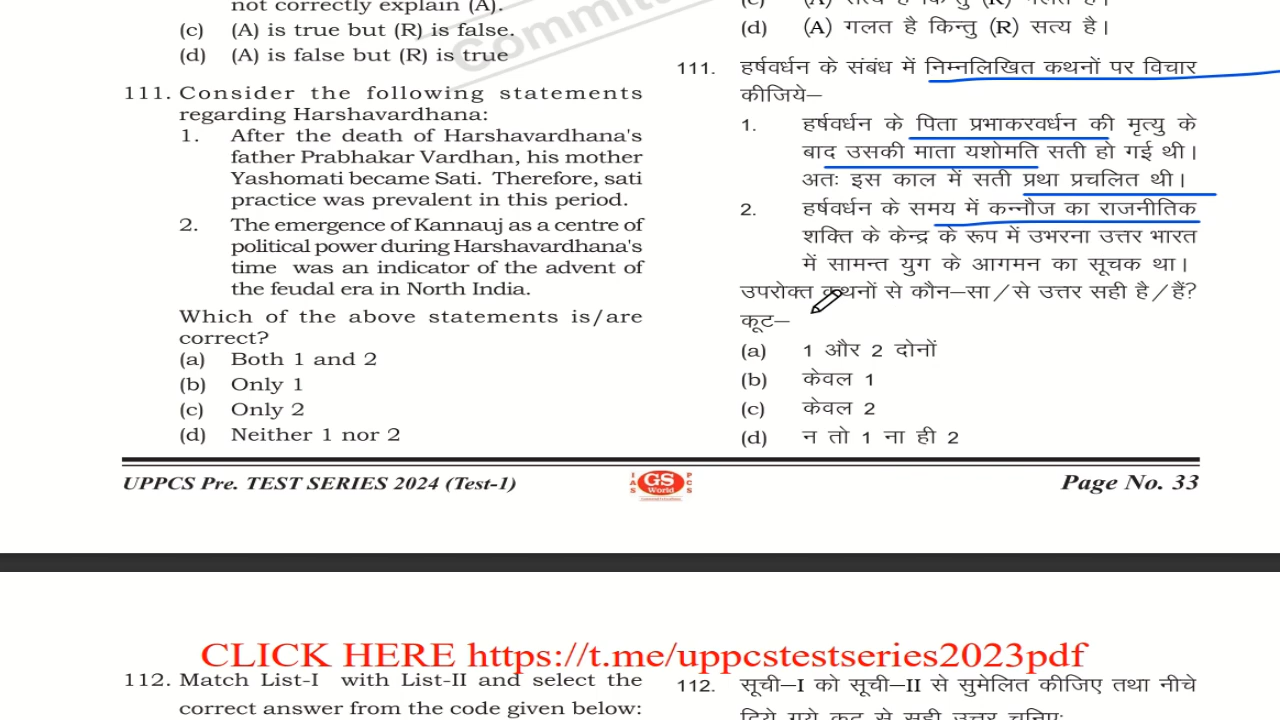 not correctly explain (A).
(c) (A) is true but (R) is false.
(d) (A) is false but (R) is true
111. Consider the following statements
regarding Harshavardhana:
1. After the death of Harshavardhana's
father Prabhakar Vardhan, his mother
Yashomati became Sati. Therefore, sati
practice was prevalent in this period.
2. The emergence of Kannauj as a centre of
political power during Harshavardhana's
time was an indicator of the advent of
the feudal era in North India.
Which of the above statements is/are
correct?
(a) Both 1 and 2
(b) Only 1
(c) Only 2
(d) Neither 1 nor 2
(d) (A) गलत है किन्तु (R) सत्य है।
111. हर्षवर्धन के संबंध में निम्नलिखित कथनों पर विचार
कीजिये–
1. हर्षवर्धन के पिता प्रभाकरवर्धन की मृत्यु के
बाद उसकी माता यशोमति सती हो गई थी।
अतः इस काल में सती प्रथा प्रचलित थी।
2. हर्षवर्धन के समय में कन्नौज का राजनीतिक
शक्ति के केन्द्र के रूप में उभरना उत्तर भारत
में सामन्त युग के आगमन का सूचक था।
उपरोक्त कथनों से कौन–सा/से उत्तर सही है/हैं?
कूट–
(a) 1 और 2 दोनों
(b) केवल 1
(c) केवल 2
(d) न तो 1 ना ही 2
UPPCS Pre. TEST SERIES 2024 (Test-1)
IAS GS World PCS
Page No. 33
CLICK HERE https://t.me/uppcstestseries2023pdf
112. Match List-I with List-II and select the
correct answer from the code given below:
112. सूची–I को सूची–II से सुमेलित कीजिए तथा नीचे
दिये गये कूट से सही उत्तर चुनिए: